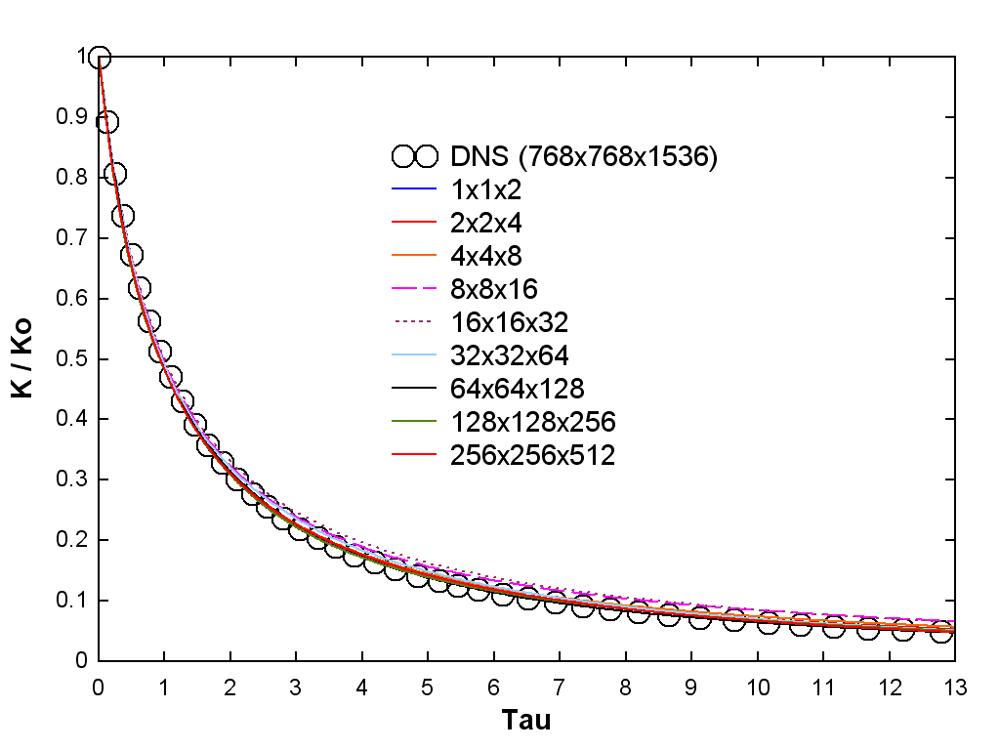 1
0.9
0.8
0.7
0.6
0.5
0.4
0.3
0.2
0.1
0
K / Ko
DNS (768x768x1536)
1x1x2
2x2x4
4x4x8
8x8x16
16x16x32
32x32x64
64x64x128
128x128x256
256x256x512
0 1 2 3 4 5 6 7 8 9 10 11 12 13
Tau